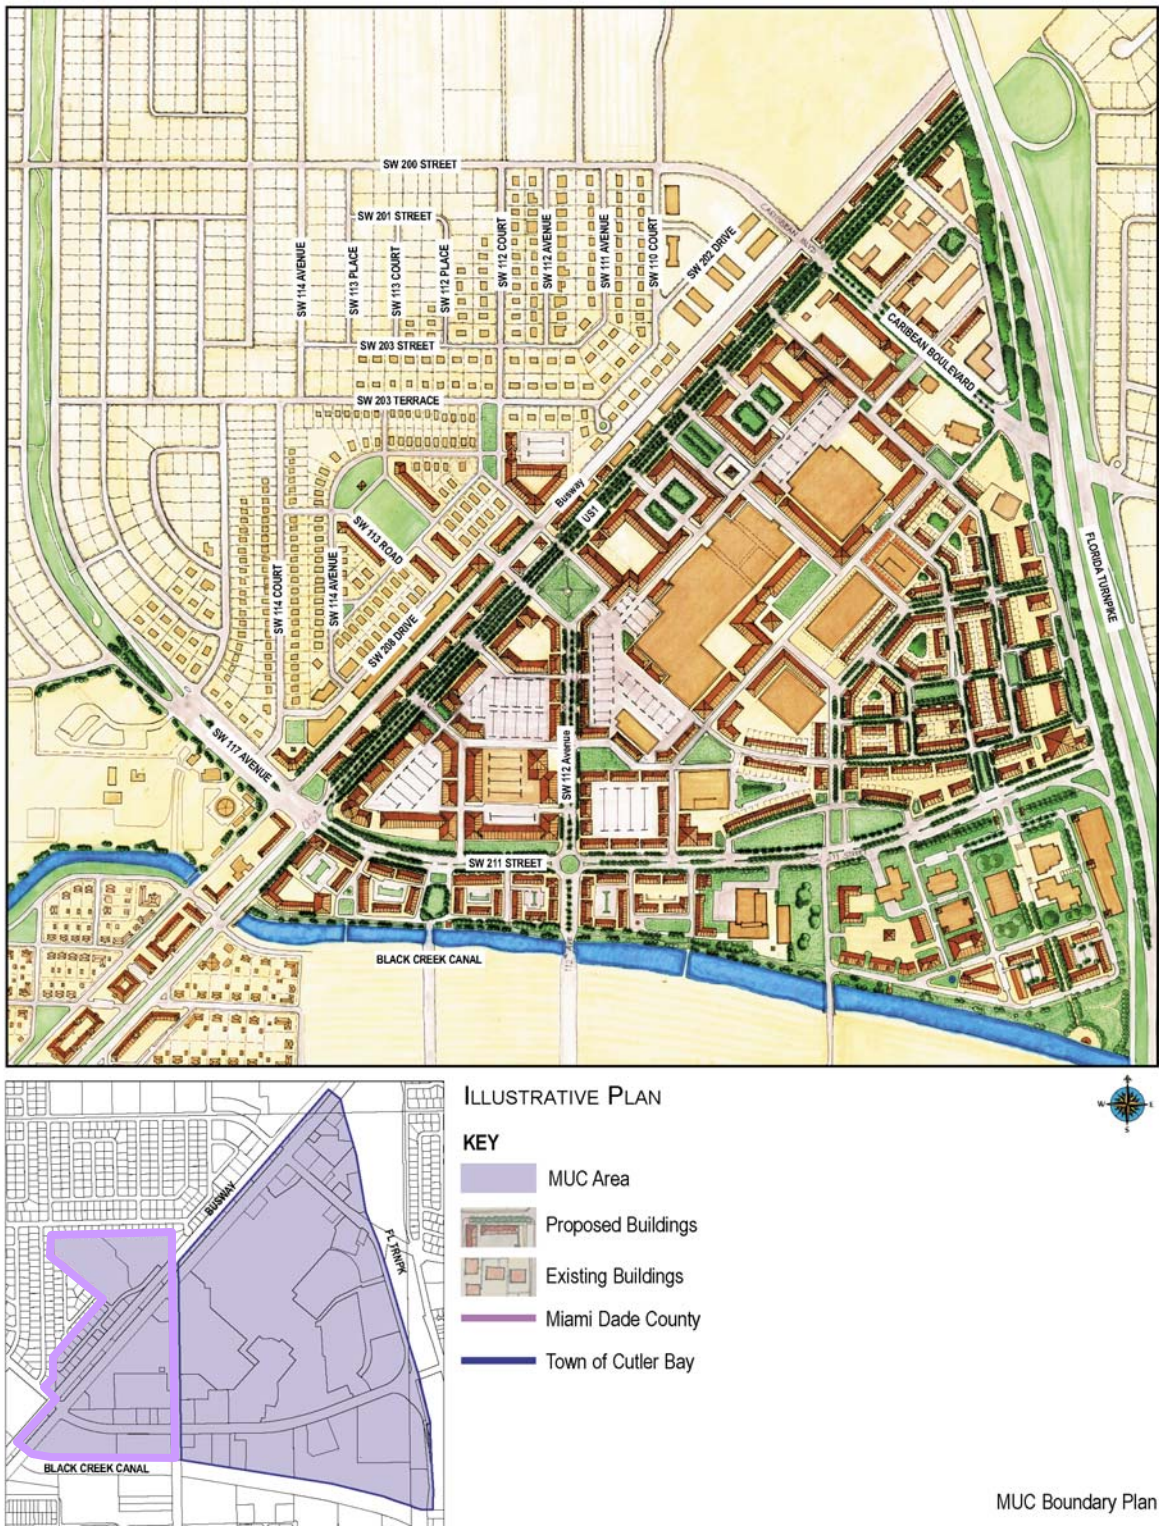 SW 200 STREET
SW 201 STREET
SW 114 AVENUE
SW 113 PLACE
SW 113 COURT
SW 112 PLACE
SW 112 COURT
SW 112 AVENUE
SW 111 AVENUE
SW 110 COURT
SW 202 DRIVE
CARIBBEAN BLVD
CARIBEAN BOULEVARD
SW 203 STREET
SW 203 TERRACE
Busway
US1
SW 113 ROAD
SW 114 COURT
SW 114 AVENUE
SW 208 DRIVE
FLORIDA TURNPIKE
SW 117 AVENUE
SW 112 Avenue
SW 211 STREET
BLACK CREEK CANAL
ILLUSTRATIVE PLAN
W
E
S
KEY
MUC Area
Proposed Buildings
Existing Buildings
Miami Dade County
Town of Cutler Bay
BUSWAY
FL TRNPK
BLACK CREEK CANAL
MUC Boundary Plan